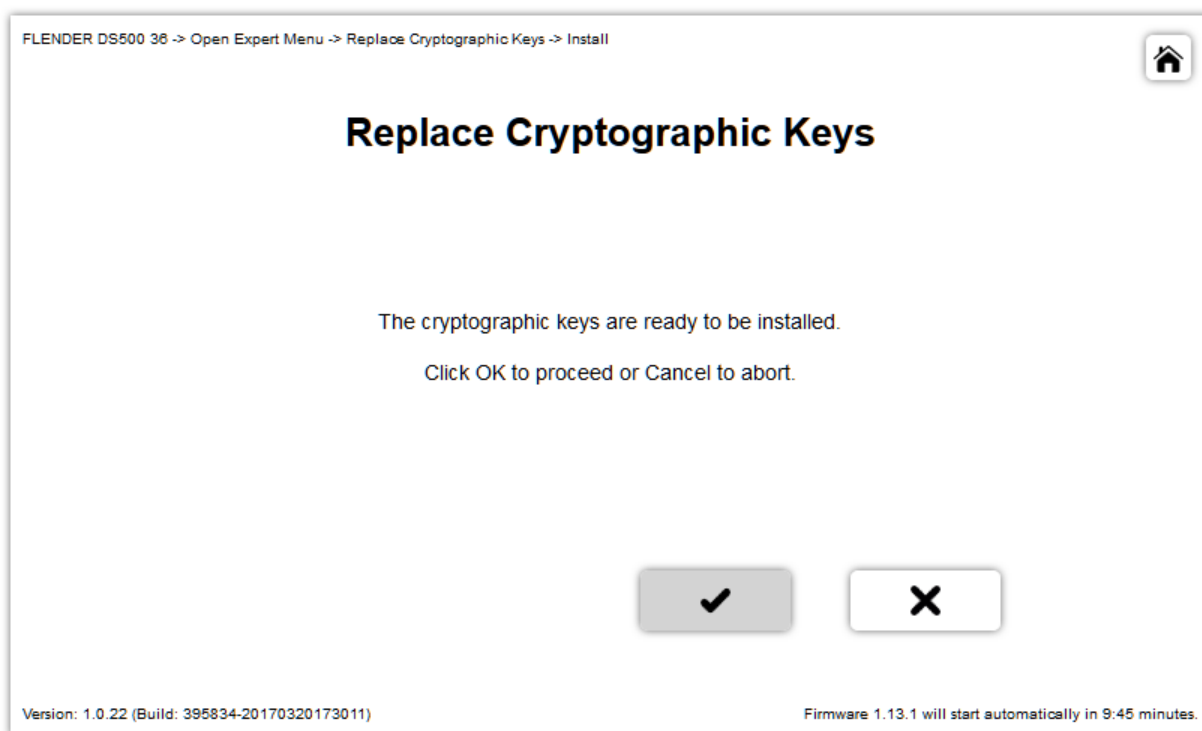 FLENDER DS500 36 -> Open Expert Menu -> Replace Cryptographic Keys -> Install
Replace Cryptographic Keys
The cryptographic keys are ready to be installed.
Click OK to proceed or Cancel to abort.
Version: 1.0.22 (Build: 395834-20170320173011)
Firmware 1.13.1 will start automatically in 9:45 minutes.